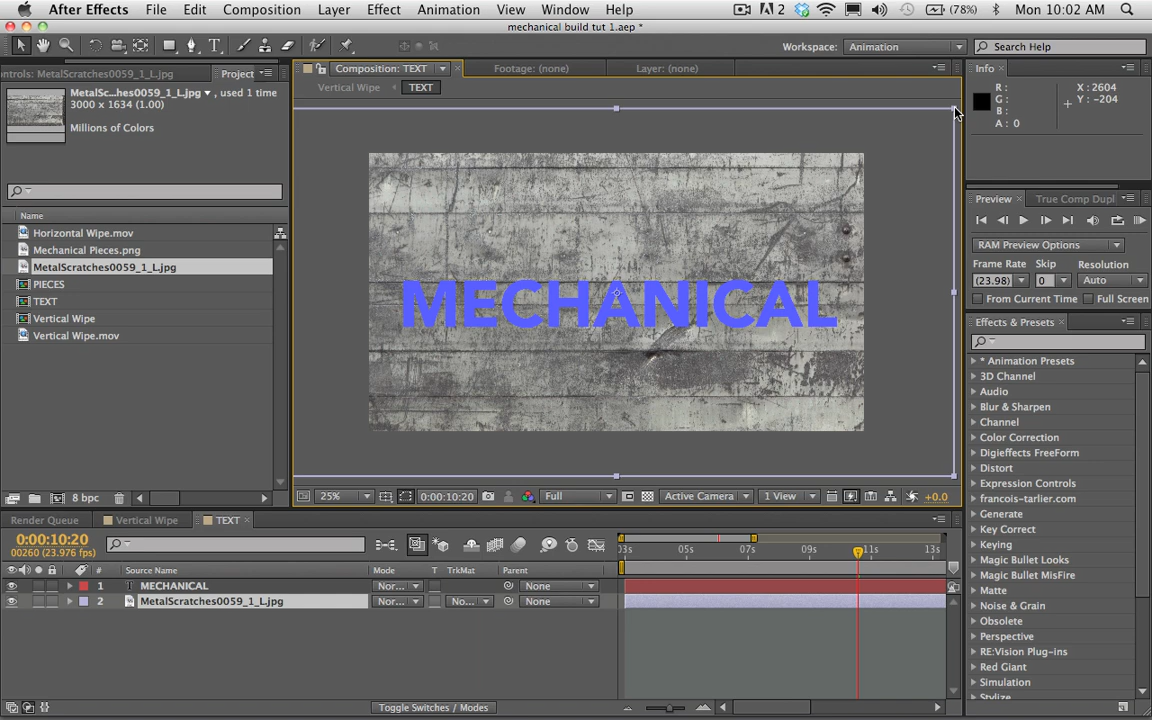 After Effects File Edit Composition Layer Effect Animation View Window Help 2 (78%) Mon 10:02 AM
mechanical build tut 1.aep *
Workspace: Animation Search Help
ntrols: MetalScratches0059_1_L.jpg Project
Composition: TEXT Footage: (none) Layer: (none)
Info
MetalSc...hes0059_1_L.jpg , used 1 time
3000 x 1634 (1.00)
Millions of Colors
Vertical Wipe TEXT
R :
G :
B :
A : 0
X : 2604
Y : -204
Name
Horizontal Wipe.mov
Mechanical Pieces.png
MetalScratches0059_1_L.jpg
PIECES
TEXT
Vertical Wipe
Vertical Wipe.mov
MECHANICAL
Preview True Comp Dupl
RAM Preview Options
Frame Rate Skip Resolution
(23.98) 0 Auto
From Current Time Full Screen
Effects & Presets
* Animation Presets
3D Channel
Audio
Blur & Sharpen
Channel
Color Correction
Digieffects FreeForm
Distort
Expression Controls
francois-tarlier.com
Generate
Key Correct
Keying
Magic Bullet Looks
Magic Bullet MisFire
Matte
Noise & Grain
Obsolete
Perspective
RE:Vision Plug-ins
Red Giant
Simulation
Stylize
8 bpc
25% 0:00:10:20 Full Active Camera 1 View +0.0
Render Queue Vertical Wipe TEXT
0:00:10:20
00260 (23.976 fps)
03s 05s 07s 09s 11s 13s
# Source Name Mode T TrkMat Parent
1 T MECHANICAL Nor... None
2 MetalScratches0059_1_L.jpg Nor... No... None
Toggle Switches / Modes